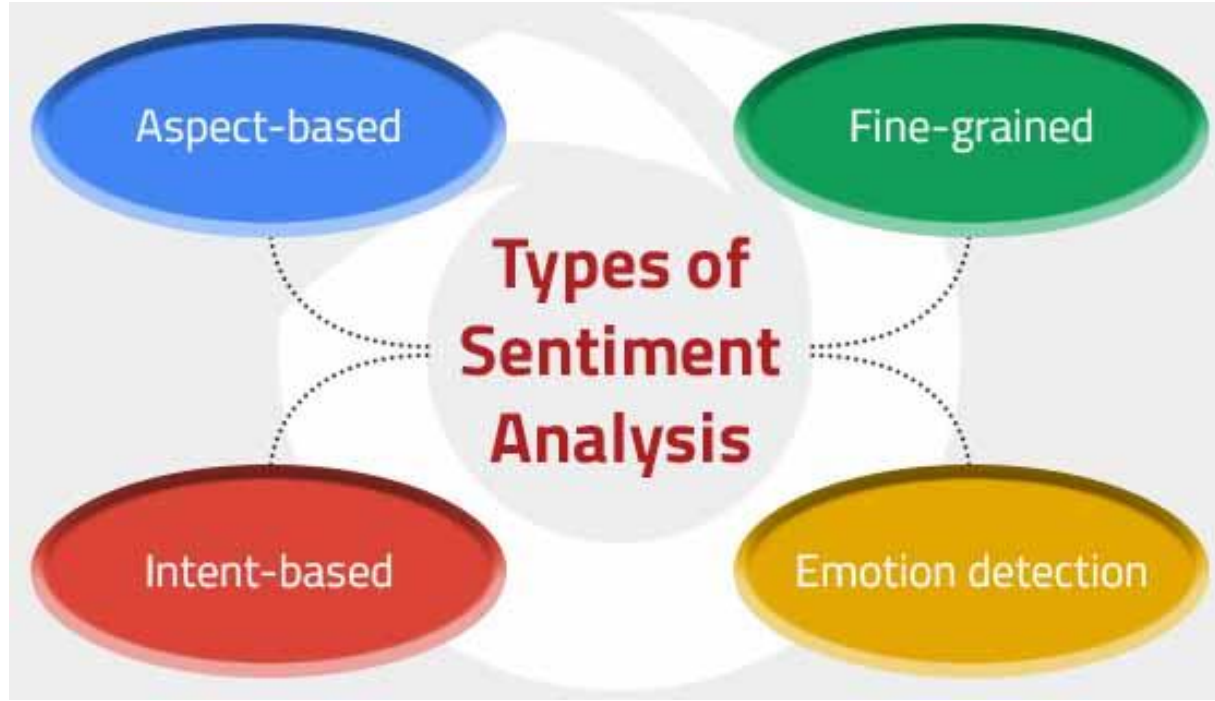 Aspect-based
Fine-grained
Types of
Sentiment
Analysis
Intent-based
Emotion detection